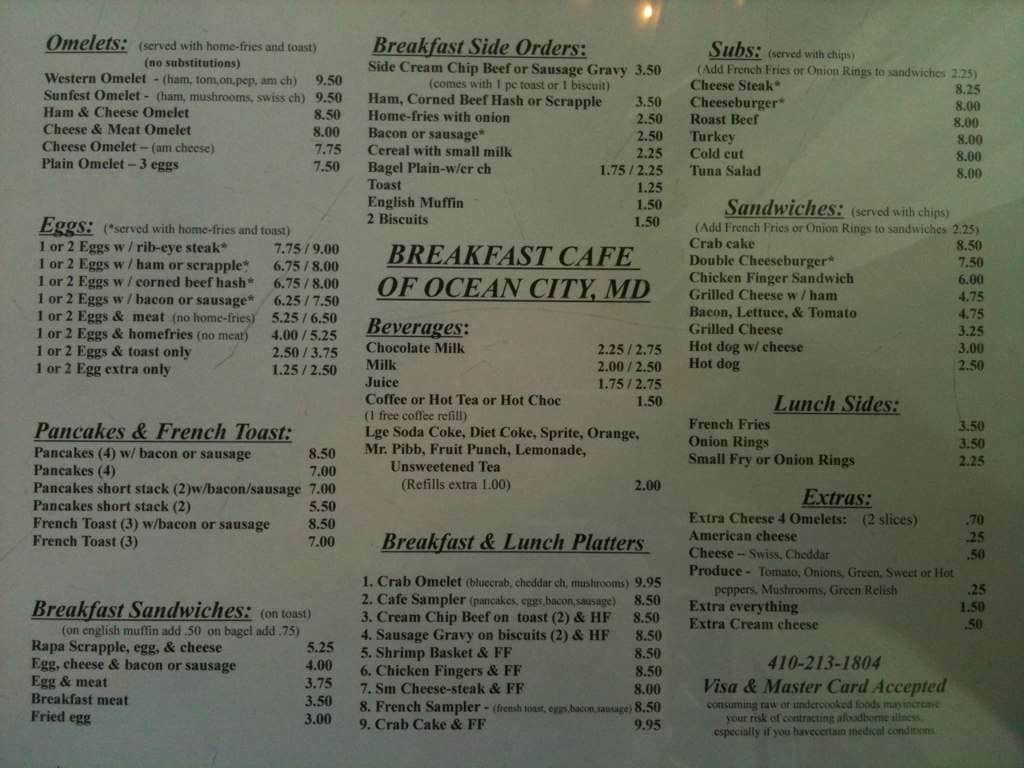 Omelets: (served with home-fries and toast)
(no substitutions)
Western Omelet - (ham, tom,on,pep, am ch) 9.50
Sunfest Omelet - (ham, mushrooms, swiss ch) 9.50
Ham & Cheese Omelet 8.50
Cheese & Meat Omelet 8.00
Cheese Omelet – (am cheese) 7.75
Plain Omelet – 3 eggs 7.50
Eggs: (*served with home-fries and toast)
1 or 2 Eggs w / rib-eye steak* 7.75 / 9.00
1 or 2 Eggs w / ham or scrapple* 6.75 / 8.00
1 or 2 Eggs w / corned beef hash* 6.75 / 8.00
1 or 2 Eggs w / bacon or sausage* 6.25 / 7.50
1 or 2 Eggs & meat (no home-fries) 5.25 / 6.50
1 or 2 Eggs & homefries (no meat) 4.00 / 5.25
1 or 2 Eggs & toast only 2.50 / 3.75
1 or 2 Egg extra only 1.25 / 2.50
Pancakes & French Toast:
Pancakes (4) w/ bacon or sausage 8.50
Pancakes (4) 7.00
Pancakes short stack (2)w/bacon/sausage 7.00
Pancakes short stack (2) 5.50
French Toast (3) w/bacon or sausage 8.50
French Toast (3) 7.00
Breakfast Sandwiches: (on toast)
(on english muffin add .50 on bagel add .75)
Rapa Scrapple, egg, & cheese 5.25
Egg, cheese & bacon or sausage 4.00
Egg & meat 3.75
Breakfast meat 3.50
Fried egg 3.00
Breakfast Side Orders:
Side Cream Chip Beef or Sausage Gravy 3.50
(comes with 1 pc toast or 1 biscuit)
Ham, Corned Beef Hash or Scrapple 3.50
Home-fries with onion 2.50
Bacon or sausage* 2.50
Cereal with small milk 2.25
Bagel Plain-w/cr ch 1.75 / 2.25
Toast 1.25
English Muffin 1.50
2 Biscuits 1.50
BREAKFAST CAFE
OF OCEAN CITY, MD
Beverages:
Chocolate Milk 2.25 / 2.75
Milk 2.00 / 2.50
Juice 1.75 / 2.75
Coffee or Hot Tea or Hot Choc 1.50
(1 free coffee refill)
Lge Soda Coke, Diet Coke, Sprite, Orange,
Mr. Pibb, Fruit Punch, Lemonade,
Unsweetened Tea
(Refills extra 1.00) 2.00
Breakfast & Lunch Platters
1. Crab Omelet (bluecrab, cheddar ch, mushrooms) 9.95
2. Cafe Sampler (pancakes, eggs,bacon,sausage) 8.50
3. Cream Chip Beef on toast (2) & HF 8.50
4. Sausage Gravy on biscuits (2) & HF 8.50
5. Shrimp Basket & FF 8.50
6. Chicken Fingers & FF 8.50
7. Sm Cheese-steak & FF 8.00
8. French Sampler - (frensh toast, eggs,bacon,sausage) 8.50
9. Crab Cake & FF 9.95
Subs: (served with chips)
(Add French Fries or Onion Rings to sandwiches 2.25)
Cheese Steak* 8.25
Cheeseburger* 8.00
Roast Beef 8.00
Turkey 8.00
Cold cut 8.00
Tuna Salad 8.00
Sandwiches: (served with chips)
(Add French Fries or Onion Rings to sandwiches 2.25)
Crab cake 8.50
Double Cheeseburger* 7.50
Chicken Finger Sandwich 6.00
Grilled Cheese w / ham 4.75
Bacon, Lettuce, & Tomato 4.75
Grilled Cheese 3.25
Hot dog w/ cheese 3.00
Hot dog 2.50
Lunch Sides:
French Fries 3.50
Onion Rings 3.50
Small Fry or Onion Rings 2.25
Extras:
Extra Cheese 4 Omelets: (2 slices) .70
American cheese .25
Cheese – Swiss, Cheddar .50
Produce - Tomato, Onions, Green, Sweet or Hot
peppers, Mushrooms, Green Relish .25
Extra everything 1.50
Extra Cream cheese .50
410-213-1804
Visa & Master Card Accepted
consuming raw or undercooked foods mayincrease
your risk of contracting afoodborne illness,
especially if you havecertain medical conditions.